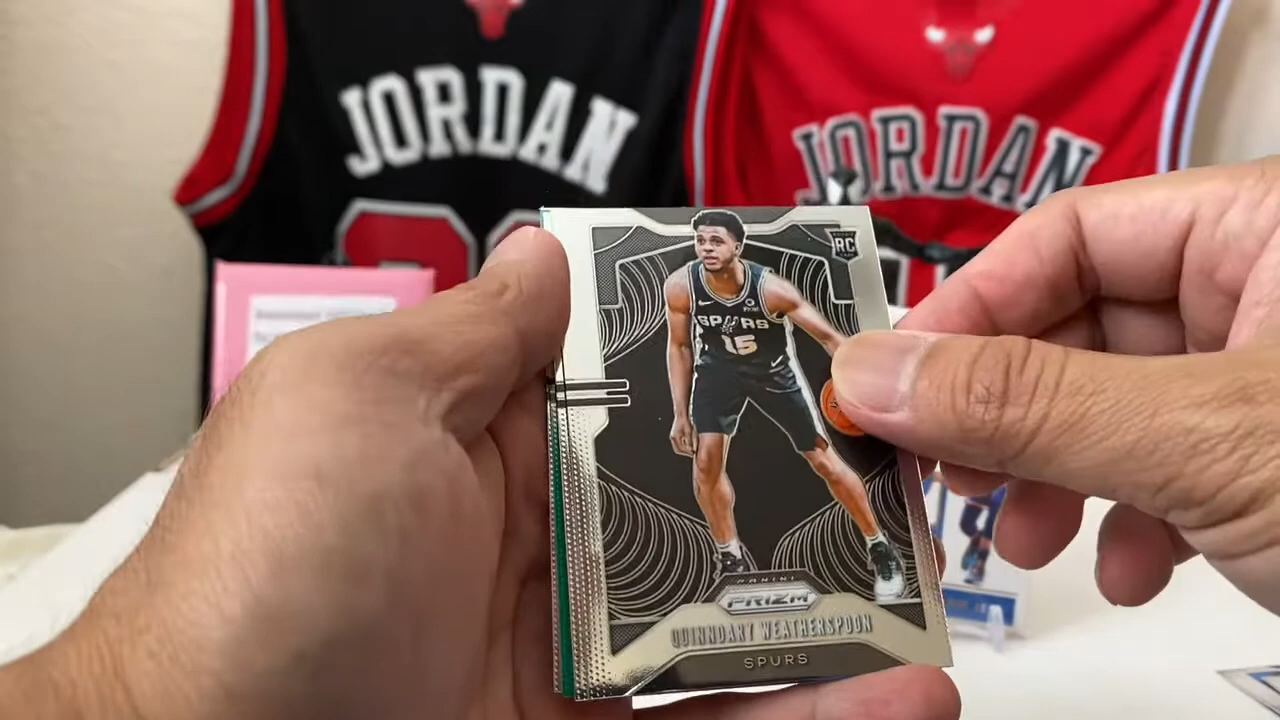 JORDAN
JORDAN
RC
SPURS
15
PANINI
PRIZM
QUINNDARY WEATHERSPOON
SPURS